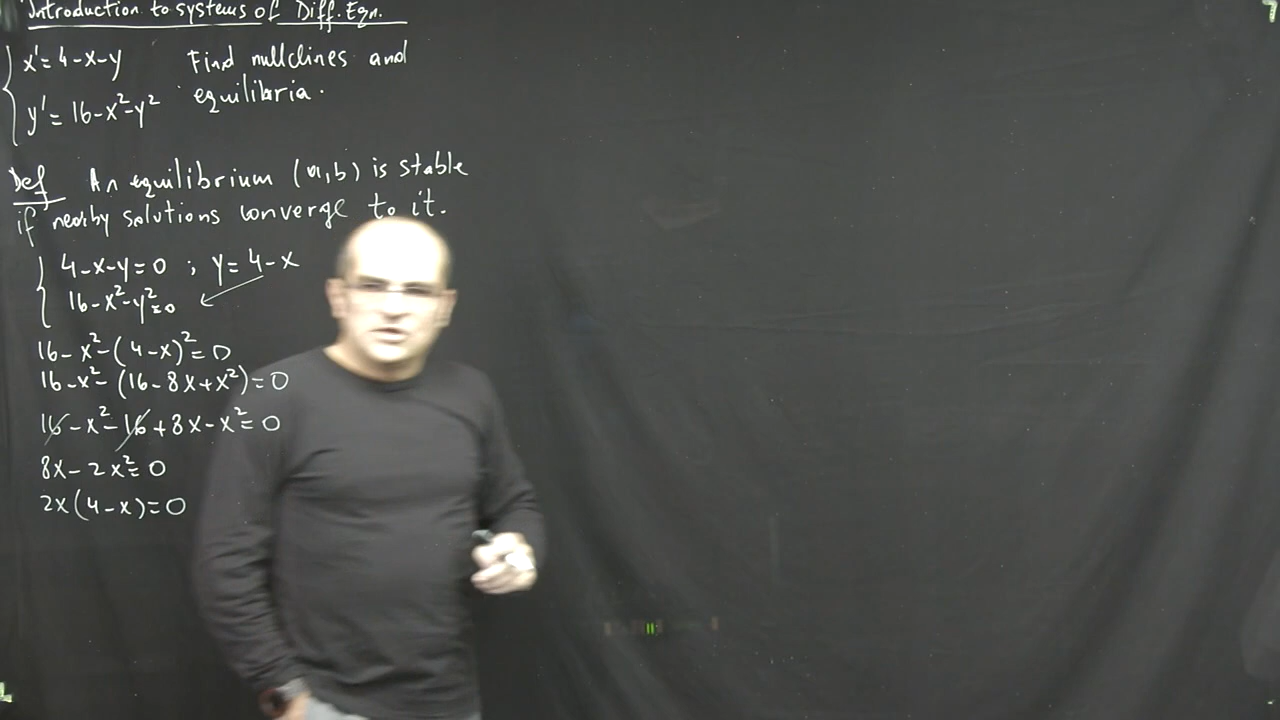 Introduction to systems of Diff. Eqn.
x' = 4-x-y Find nullclines and
y' = 16-x²-y² equilibria.
Def An equilibrium (a,b) is stable
if nearby solutions converge to it.
4-x-y=0 ; y=4-x
16-x²-y²=0
16-x²-(4-x)²=0
16-x²-(16-8x+x²)=0
16-x²-16+8x-x²=0
8x-2x²=0
2x(4-x)=0